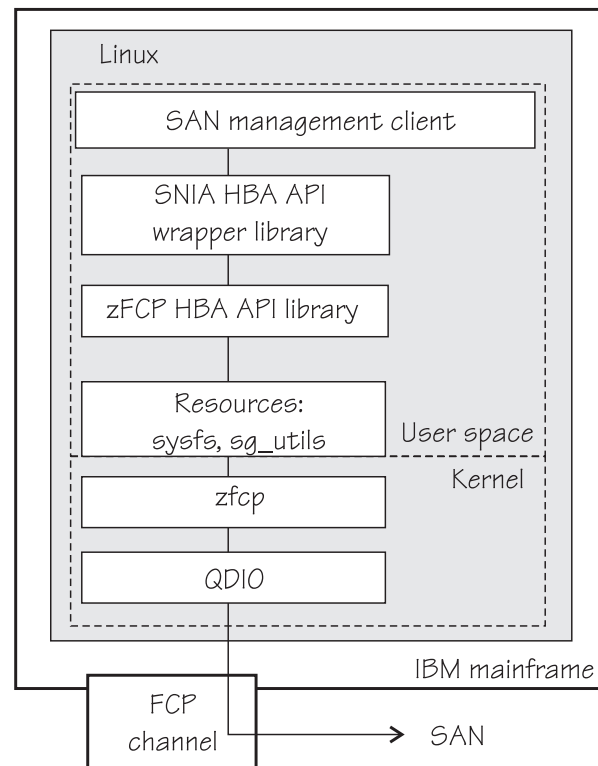 Linux
SAN management client
SNIA HBA API
wrapper library
zFCP HBA API library
Resources:
sysfs, sg_utils
User space
Kernel
zfcp
QDIO
IBM mainframe
FCP
channel
SAN